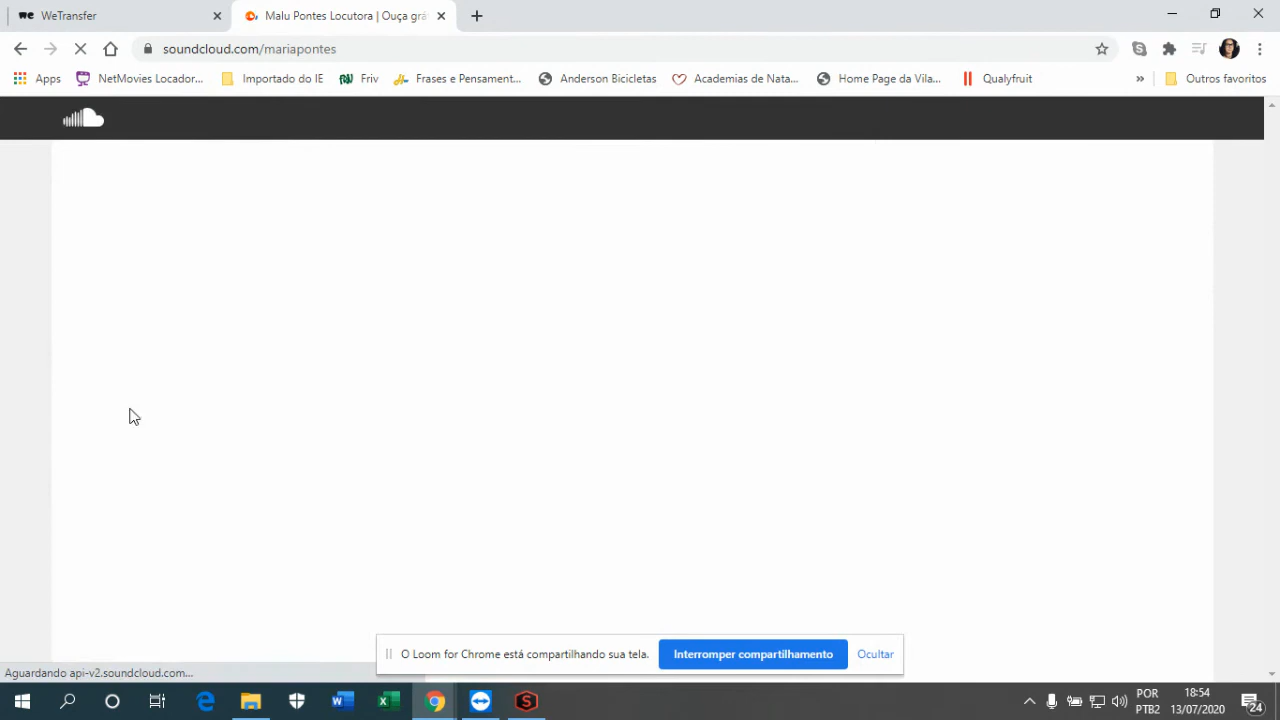 WeTransfer
Malu Pontes Locutora | Ouça grá
soundcloud.com/mariapontes
Apps
NetMovies Locador...
Importado do IE
Friv
Frases e Pensament...
Anderson Bicicletas
Academias de Nata...
Home Page da Vila...
Qualyfruit
»
Outros favoritos
O Loom for Chrome está compartilhando sua tela.
Interromper compartilhamento
Ocultar
Aguardando api-v2.soundcloud.com...
POR
PTB2
18:54
13/07/2020
24